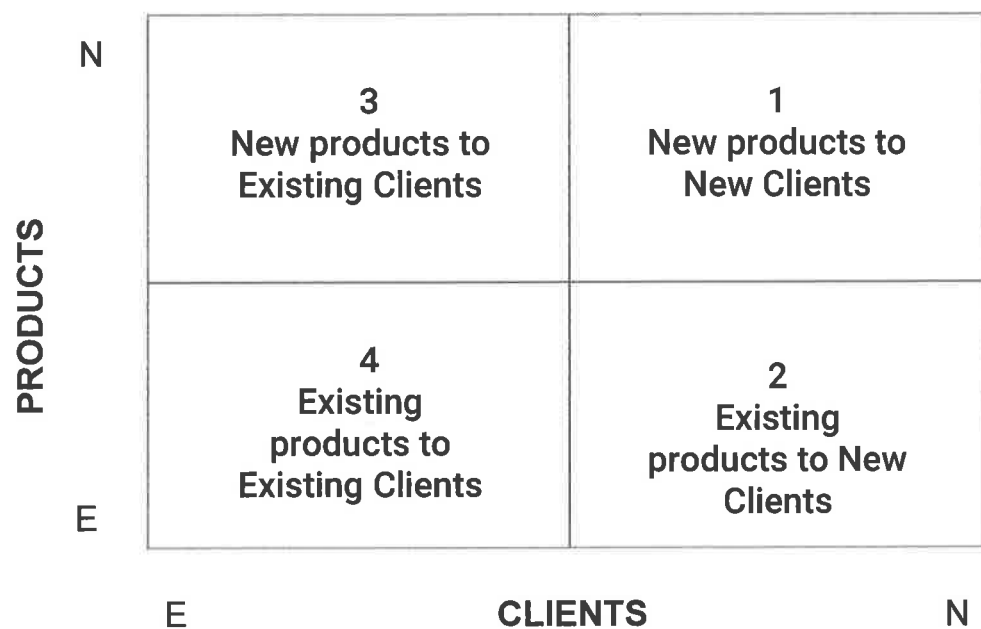 N
3
New products to
Existing Clients
1
New products to
New Clients
PRODUCTS
4
Existing
products to
Existing Clients
2
Existing
products to New
Clients
E
E
CLIENTS
N